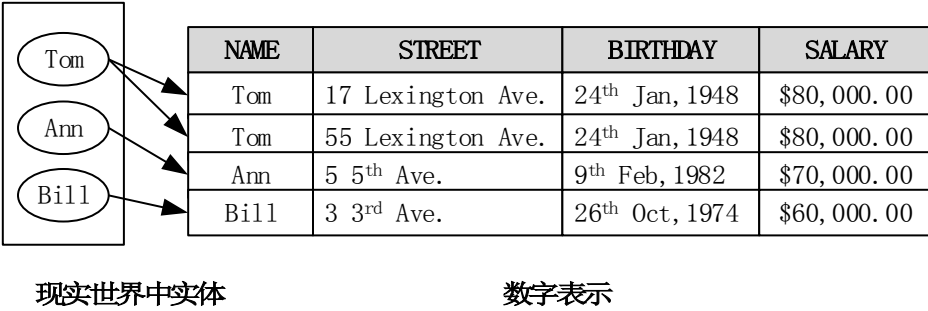 NAME STREET BIRTHDAY SALARY
Tom
Tom 17 Lexington Ave. 24th Jan,1948 $80,000.00
Ann
Tom 55 Lexington Ave. 24th Jan,1948 $80,000.00
Ann 5 5th Ave. 9th Feb,1982 $70,000.00
Bill
Bill 3 3rd Ave. 26th Oct,1974 $60,000.00
现实世界中实体 数字表示